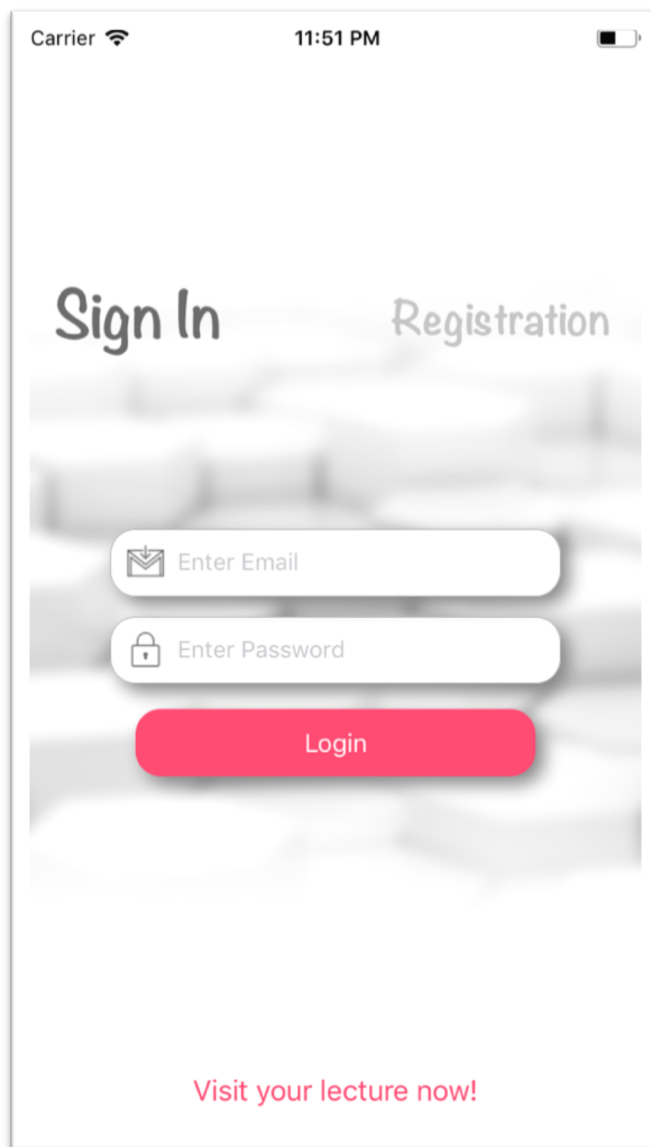 Carrier 11:51 PM
Sign In Registration
Enter Email
Enter Password
Login
Visit your lecture now!